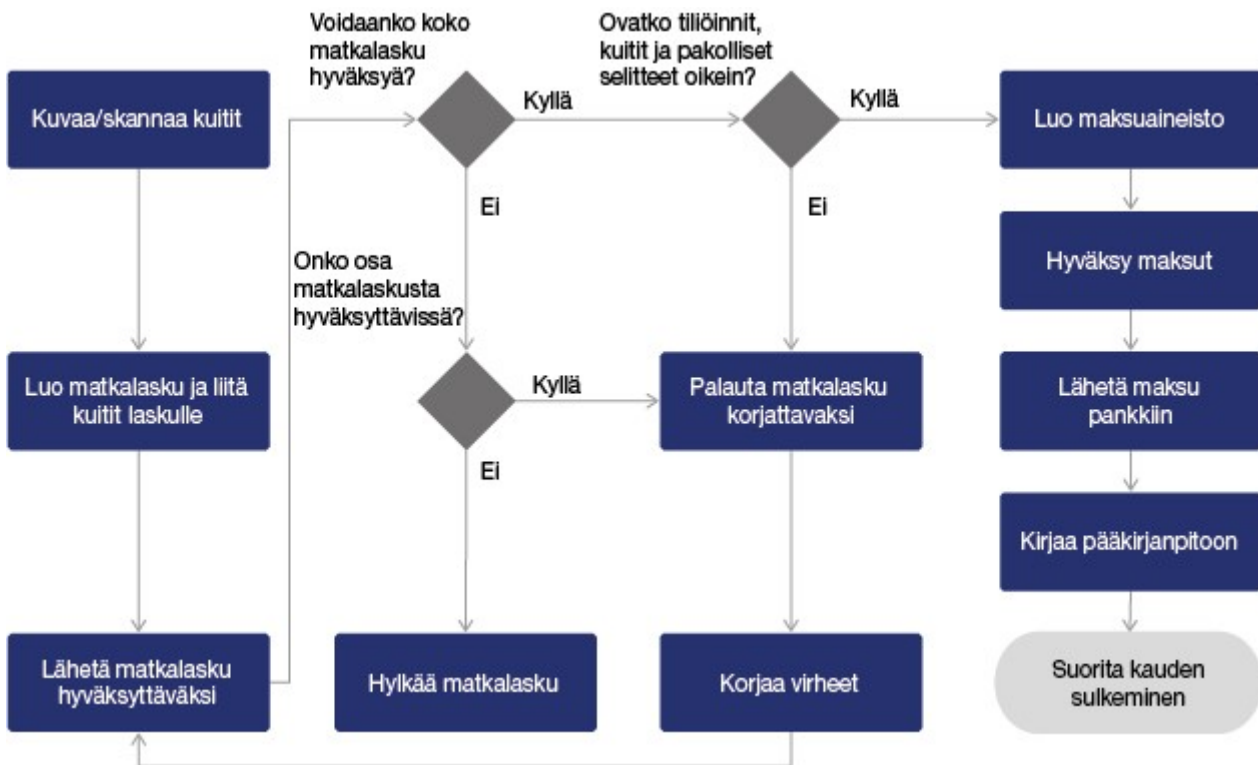 Voidaanko koko
matkalasku
hyväksyä?
Ovatko tiliöinnit,
kuitit ja pakolliset
selitteet oikein?
Kuvaa/skannaa kuitit
Kyllä
Kyllä
Luo maksuaineisto
Ei
Ei
Hyväksy maksut
Onko osa
matkalaskusta
hyväksyttävissä?
Luo matkalasku ja liitä
kuitit laskulle
Kyllä
Palauta matkalasku
korjattavaksi
Lähetä maksu
pankkiin
Ei
Kirjaa pääkirjanpitoon
Lähetä matkalasku
hyväksyttäväksi
Hylkää matkalasku
Korjaa virheet
Suorita kauden
sulkeminen